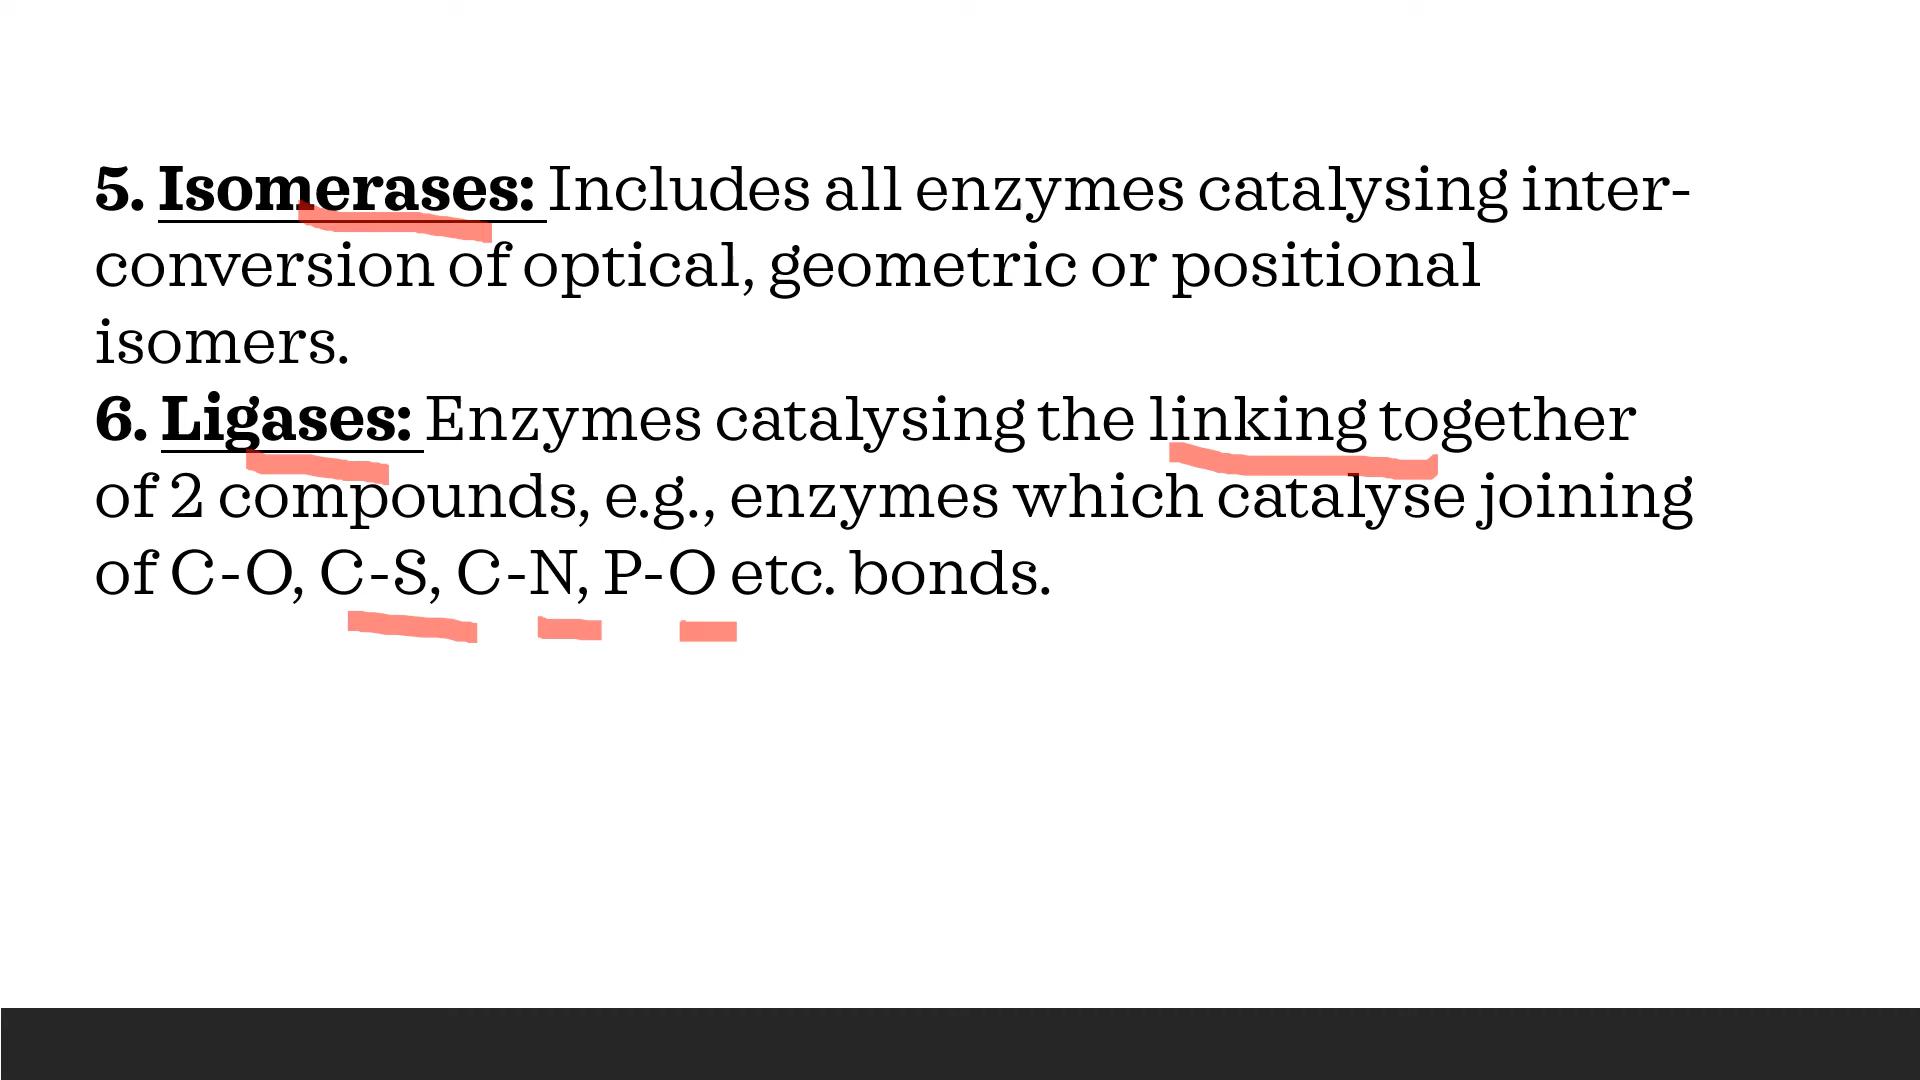 5. Isomerases: Includes all enzymes catalysing inter-
conversion of optical, geometric or positional
isomers.
6. Ligases: Enzymes catalysing the linking together
of 2 compounds, e.g., enzymes which catalyse joining
of C-O, C-S, C-N, P-O etc. bonds.